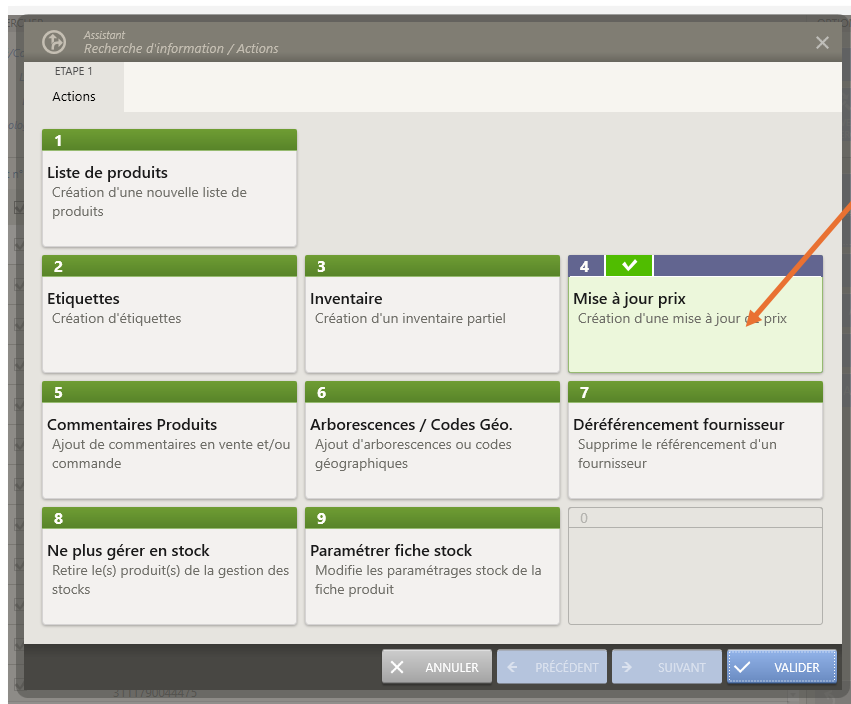 Assistant
Recherche d'information / Actions
ETAPE 1
Actions
1
Liste de produits
Création d'une nouvelle liste de
produits
2
Etiquettes
Création d'étiquettes
3
Inventaire
Création d'un inventaire partiel
4
Mise à jour prix
Création d'une mise à jour prix
5
Commentaires Produits
Ajout de commentaires en vente et/ou
commande
6
Arborescences / Codes Géo.
Ajout d'arborescences ou codes
géographiques
7
Déréférencement fournisseur
Supprime le référencement d'un
fournisseur
8
Ne plus gérer en stock
Retire le(s) produit(s) de la gestion des
stocks
9
Paramétrer fiche stock
Modifie les paramétrages stock de la
fiche produit
0
ANNULER
PRÉCÉDENT
SUIVANT
VALIDER
3111790044475